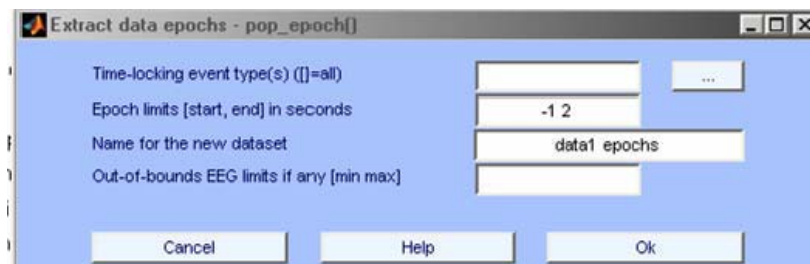 Extract data epochs - pop_epoch()
Time-locking event type(s) ([]=all)
...
Epoch limits [start, end] in seconds
-1 2
Name for the new dataset
data1 epochs
Out-of-bounds EEG limits if any [min max]
Cancel
Help
Ok